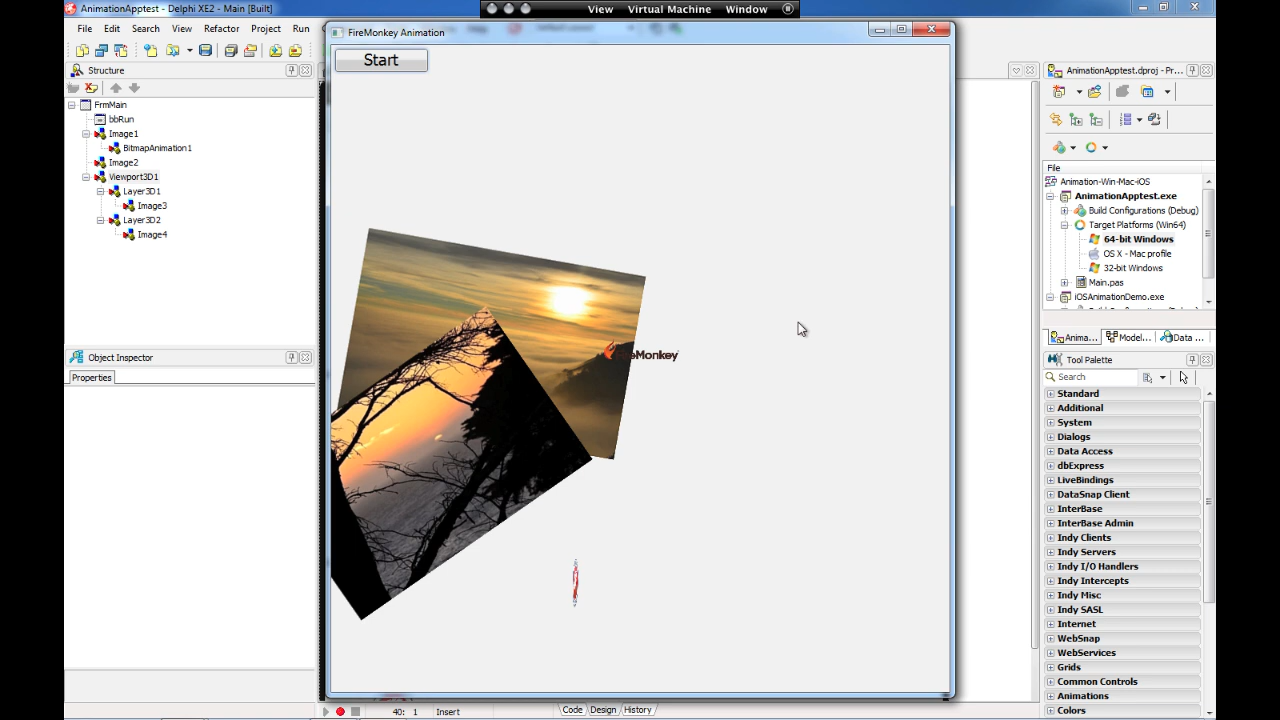 AnimationApptest - Delphi XE2 - Main [Built]
View Virtual Machine Window
File Edit Search View Refactor Project Run
FireMonkey Animation
Start
Structure
FrmMain
bbRun
Image1
BitmapAnimation1
Image2
Viewport3D1
Layer3D1
Image3
Layer3D2
Image4
Object Inspector
Properties
FireMonkey
40: 1 Insert
Code Design History
AnimationApptest.dproj - Pr...
File
Animation-Win-Mac-iOS
AnimationApptest.exe
Build Configurations (Debug)
Target Platforms (Win64)
64-bit Windows
OS X - Mac profile
32-bit Windows
Main.pas
iOSAnimationDemo.exe
Anima... Model... Data ...
Tool Palette
Search
Standard
Additional
System
Dialogs
Data Access
dbExpress
LiveBindings
DataSnap Client
InterBase
InterBase Admin
Indy Clients
Indy Servers
Indy I/O Handlers
Indy Intercepts
Indy Misc
Indy SASL
Internet
WebSnap
WebServices
Grids
Common Controls
Animations
Colors